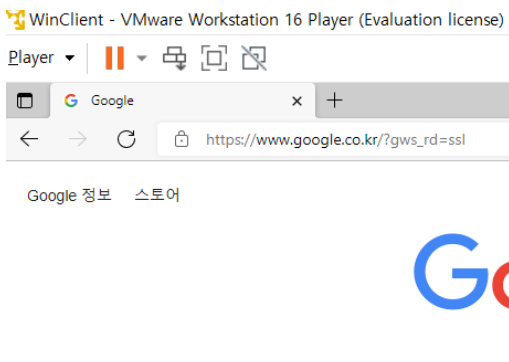 WinClient - VMware Workstation 16 Player (Evaluation license)
Player
Google
https://www.google.co.kr/?gws_rd=ssl
Google 정보 스토어
Go